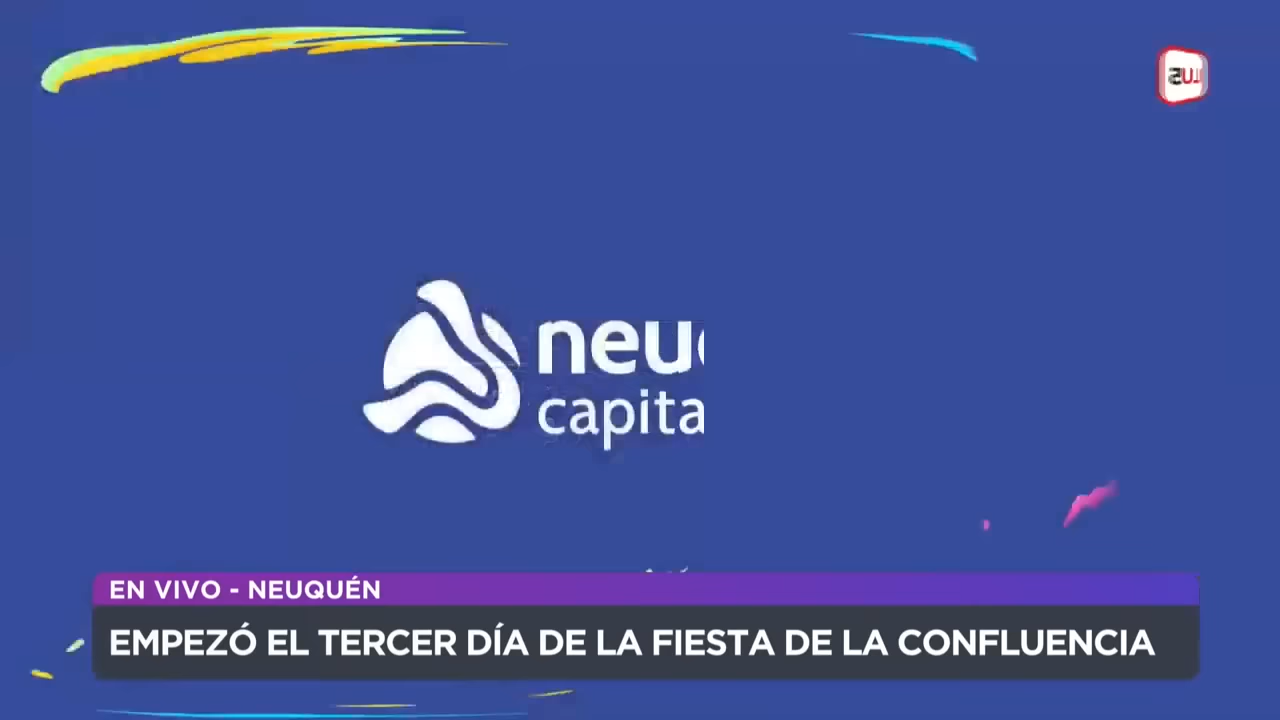 neu
capita
EN VIVO - NEUQUÉN
EMPEZÓ EL TERCER DÍA DE LA FIESTA DE LA CONFLUENCIA